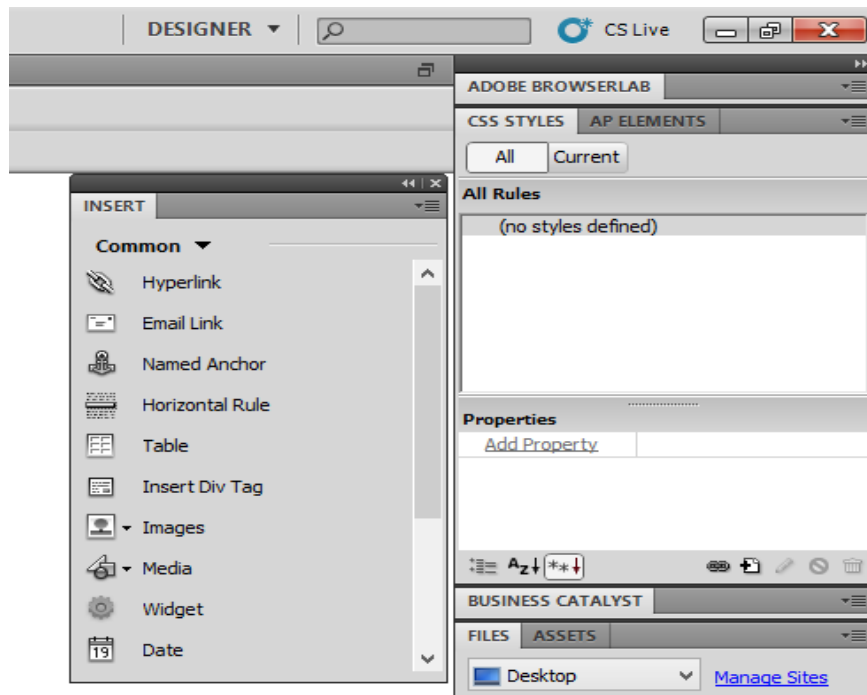 DESIGNER
CS Live
ADOBE BROWSERLAB
CSS STYLES AP ELEMENTS
All Current
All Rules
(no styles defined)
Properties
Add Property
BUSINESS CATALYST
FILES ASSETS
Desktop Manage Sites
INSERT
Common
Hyperlink
Email Link
Named Anchor
Horizontal Rule
Table
Insert Div Tag
Images
Media
Widget
19 Date